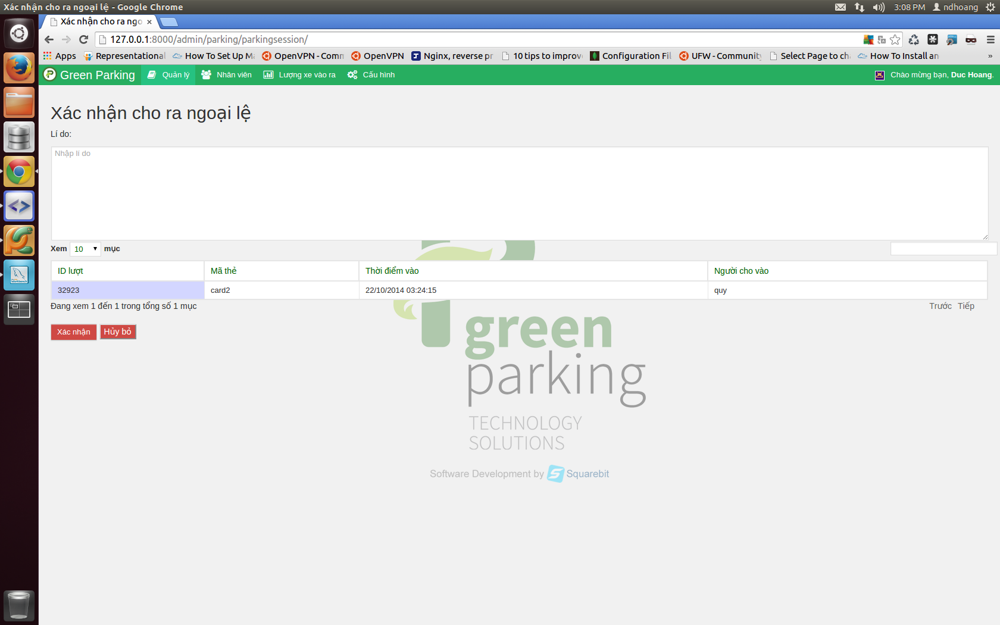 Xác nhận cho ra ngoại lệ - Google Chrome
3:08 PM ndhoang
Xác nhận cho ra ngo
127.0.0.1:8000/admin/parking/parkingsession/
Apps Representational How To Set Up OpenVPN - Comm OpenVPN Nginx, reverse pr 10 tips to improv Configuration Fil UFW - Community Select Page to ch How To Install an »
Green Parking Quản lý Nhân viên Lượng xe vào ra Cấu hình Chào mừng bạn, Duc Hoang.
Xác nhận cho ra ngoại lệ
Lí do:
Nhập lí do
Xem 10 mục
ID lượt Mã thẻ Thời điểm vào Người cho vào
32923 card2 22/10/2014 03:24:15 quy
Đang xem 1 đến 1 trong tổng số 1 mục Trước Tiếp
Xác nhận Hủy bỏ
green
parking
TECHNOLOGY
SOLUTIONS
Software Development by Squarebit